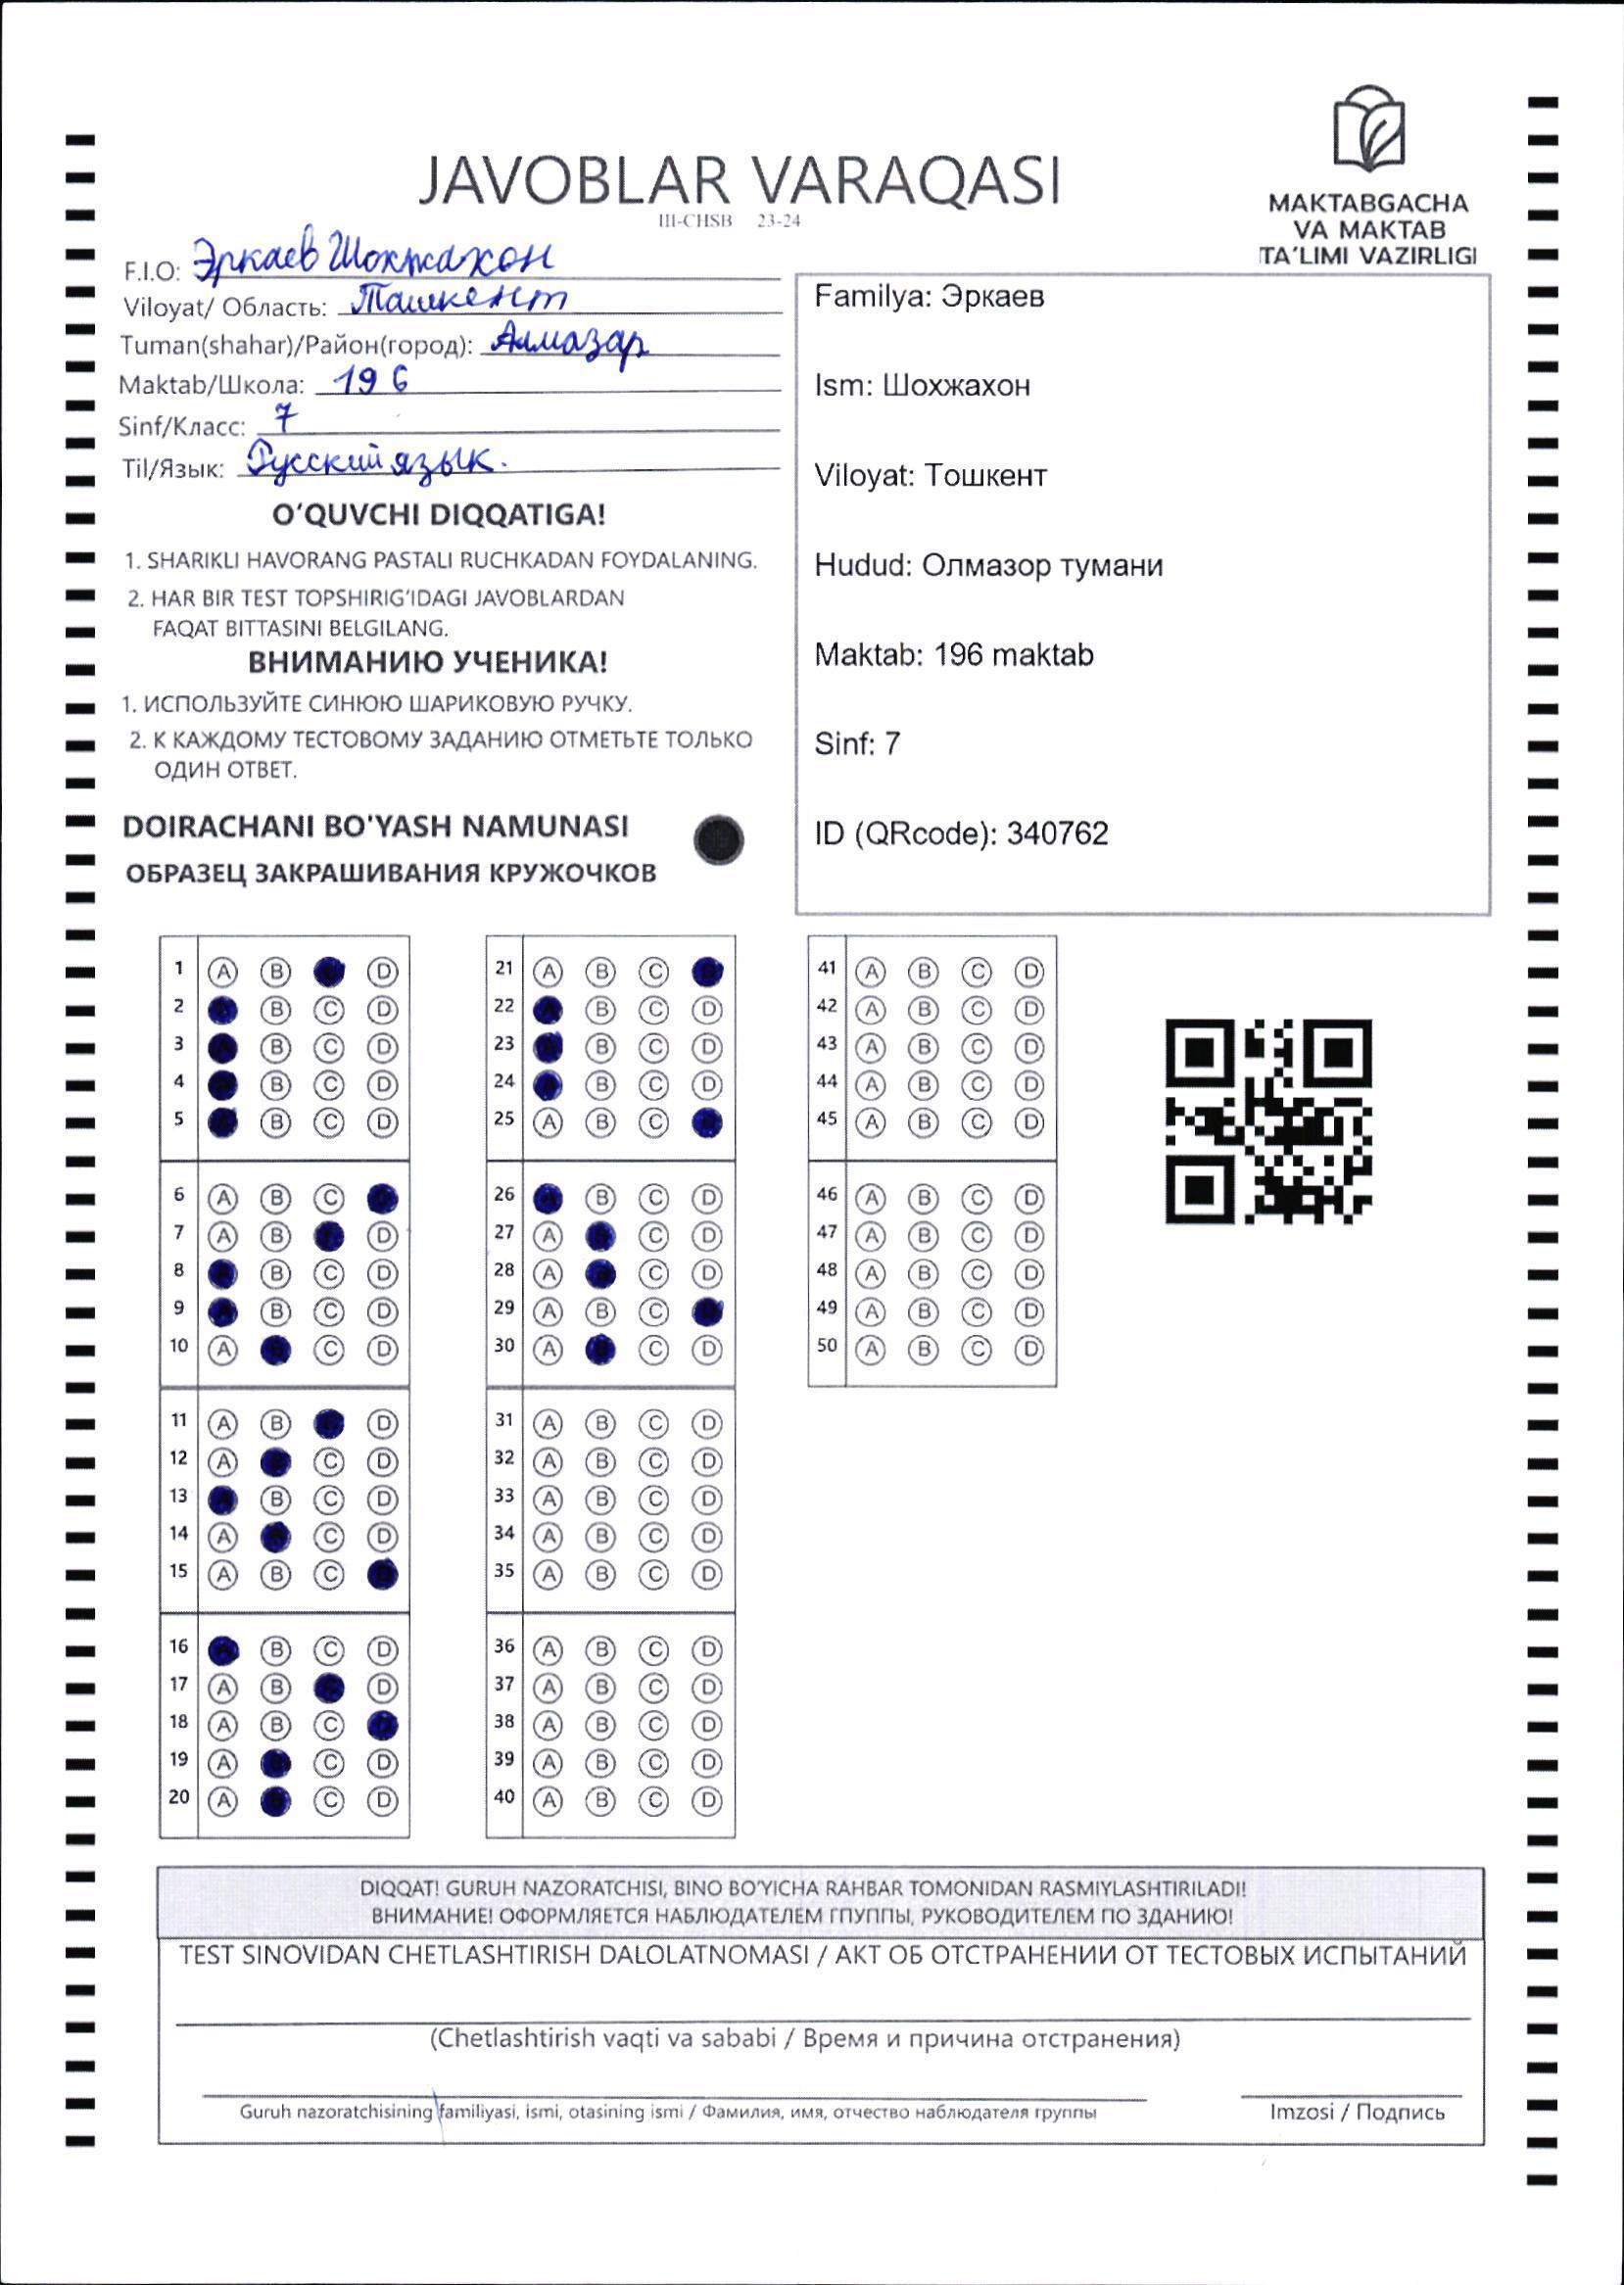 JAVOBLAR VARAQASI
III-CHSB 23-24
MAKTABGACHA
VA MAKTAB
TA'LIMI VAZIRLIGI
F.I.O: Эркаев Шохжахон
Viloyat/ Область: Ташкент
Tuman(shahar)/Район(город): Алмазар
Maktab/Школа: 196
Sinf/Класс: 7
Til/Язык: Русский язык.
O'QUVCHI DIQQATIGA!
1. SHARIKLI HAVORANG PASTALI RUCHKADAN FOYDALANING.
2. HAR BIR TEST TOPSHIRIG'IDAGI JAVOBLARDAN
FAQAT BITTASINI BELGILANG.
ВНИМАНИЮ УЧЕНИКА!
1. ИСПОЛЬЗУЙТЕ СИНЮЮ ШАРИКОВУЮ РУЧКУ.
2. К КАЖДОМУ ТЕСТОВОМУ ЗАДАНИЮ ОТМЕТЬТЕ ТОЛЬКО
ОДИН ОТВЕТ.
DOIRACHANI BO'YASH NAMUNASI
ОБРАЗЕЦ ЗАКРАШИВАНИЯ КРУЖОЧКОВ
Familya: Эркаев
Ism: Шохжахон
Viloyat: Тошкент
Hudud: Олмазор тумани
Maktab: 196 maktab
Sinf: 7
ID (QRcode): 340762
1 A B D
2 B C D
3 B C D
4 B C D
5 B C D
6 A B C
7 A B D
8 B C D
9 B C D
10 A C D
11 A B D
12 A C D
13 B C D
14 A C D
15 A B C
16 B C D
17 A B D
18 A B C
19 A C D
20 A C D
21 A B C
22 B C D
23 B C D
24 B C D
25 A B C
26 B C D
27 A C D
28 A C D
29 A B C
30 A C D
31 A B C D
32 A B C D
33 A B C D
34 A B C D
35 A B C D
36 A B C D
37 A B C D
38 A B C D
39 A B C D
40 A B C D
41 A B C D
42 A B C D
43 A B C D
44 A B C D
45 A B C D
46 A B C D
47 A B C D
48 A B C D
49 A B C D
50 A B C D
DIQQAT! GURUH NAZORATCHISI, BINO BO'YICHA RAHBAR TOMONIDAN RASMIYLASHTIRILADI!
ВНИМАНИЕ! ОФОРМЛЯЕТСЯ НАБЛЮДАТЕЛЕМ ГПУППЫ, РУКОВОДИТЕЛЕМ ПО ЗДАНИЮ!
TEST SINOVIDAN CHETLASHTIRISH DALOLATNOMASI / АКТ ОБ ОТСТРАНЕНИИ ОТ ТЕСТОВЫХ ИСПЫТАНИЙ
(Chetlashtirish vaqti va sababi / Время и причина отстранения)
Guruh nazoratchisining familiyasi, ismi, otasining ismi / Фамилия, имя, отчество наблюдателя группы
Imzosi / Подпись